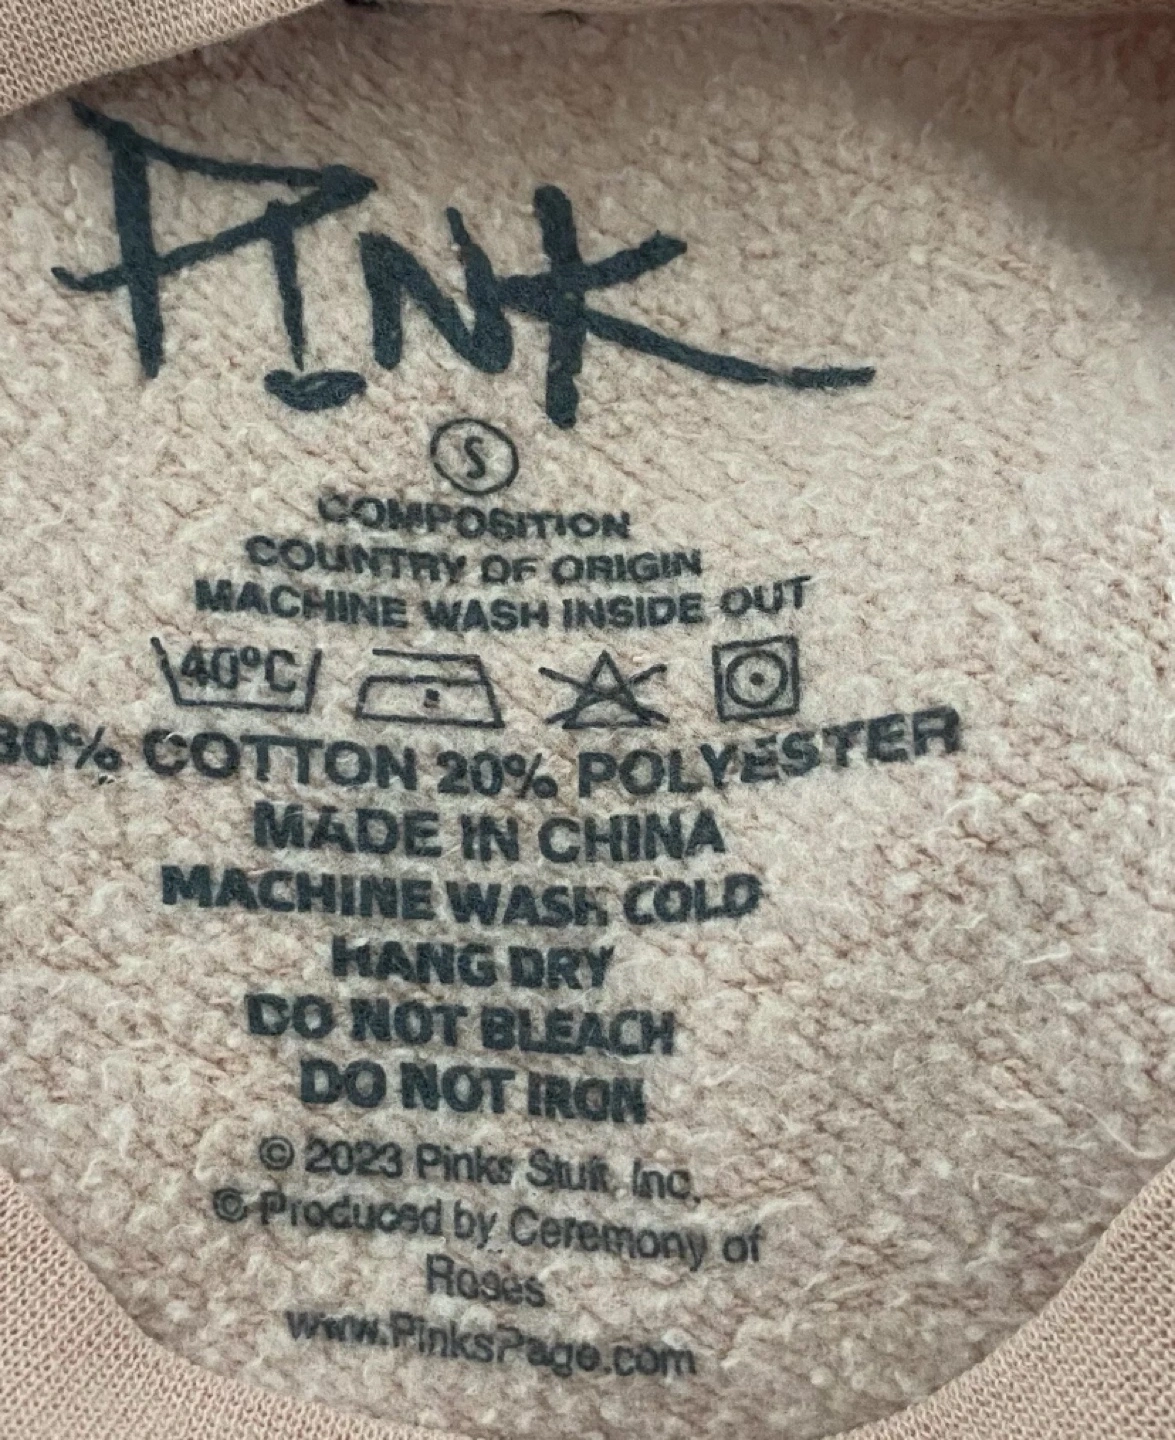 PINK
S
COMPOSITION
COUNTRY OF ORIGIN
MACHINE WASH INSIDE OUT
40°C
80% COTTON 20% POLYESTER
MADE IN CHINA
MACHINE WASH COLD
HANG DRY
DO NOT BLEACH
DO NOT IRON
© 2023 Pinks Stuff, Inc.
© Produced by Ceremony of
Roses
www.PinksPage.com